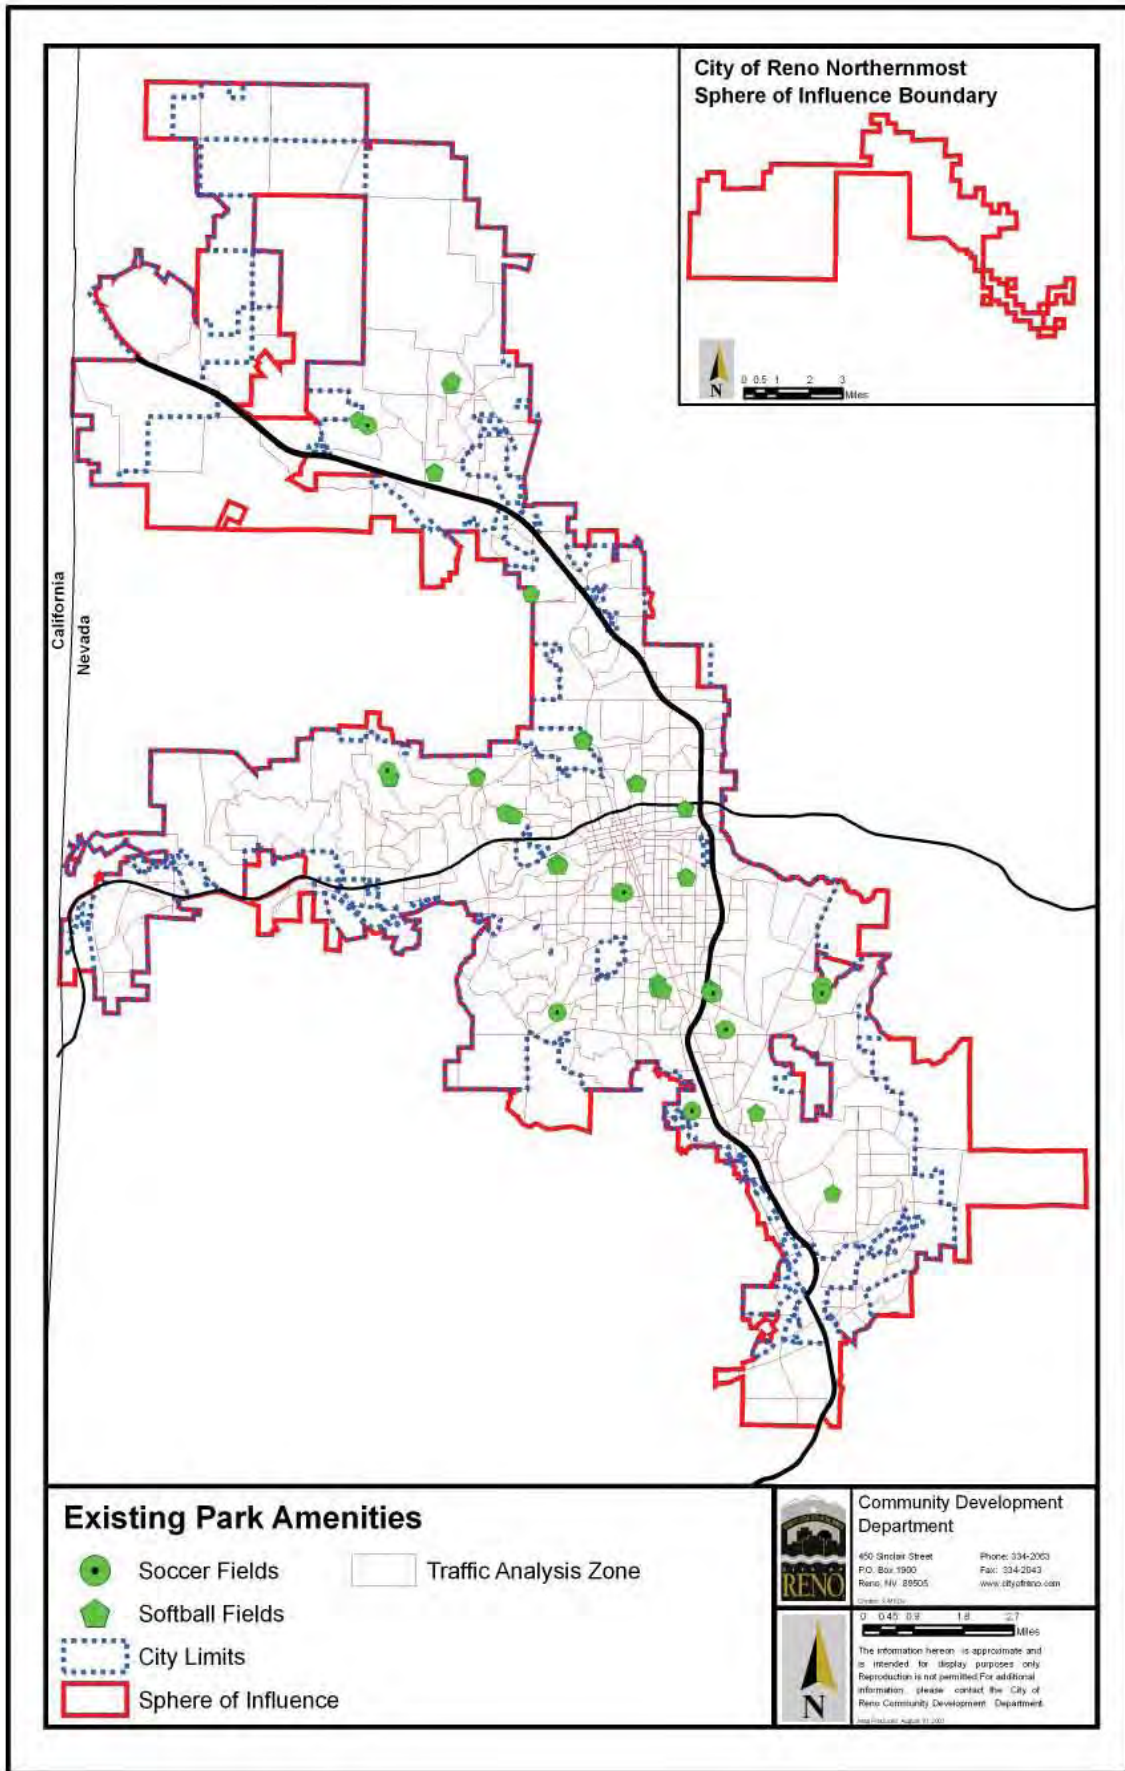 City of Reno Northernmost
Sphere of Influence Boundary
N
0 0.5 1 2 3
Miles
California
Nevada
Existing Park Amenities
Soccer Fields
Traffic Analysis Zone
Softball Fields
City Limits
Sphere of Influence
RENO
Community Development
Department
450 Sinclair Street
Phone: 334-2063
P.O. Box 1900
Fax: 334-2043
Reno, NV 89505
www.cityofreno.com
N
0 0.45 0.9 1.8 2.7
Miles
The information hereon is approximate and
is intended for display purposes only.
Reproduction is not permitted. For additional
information, please contact the City of
Reno Community Development Department.